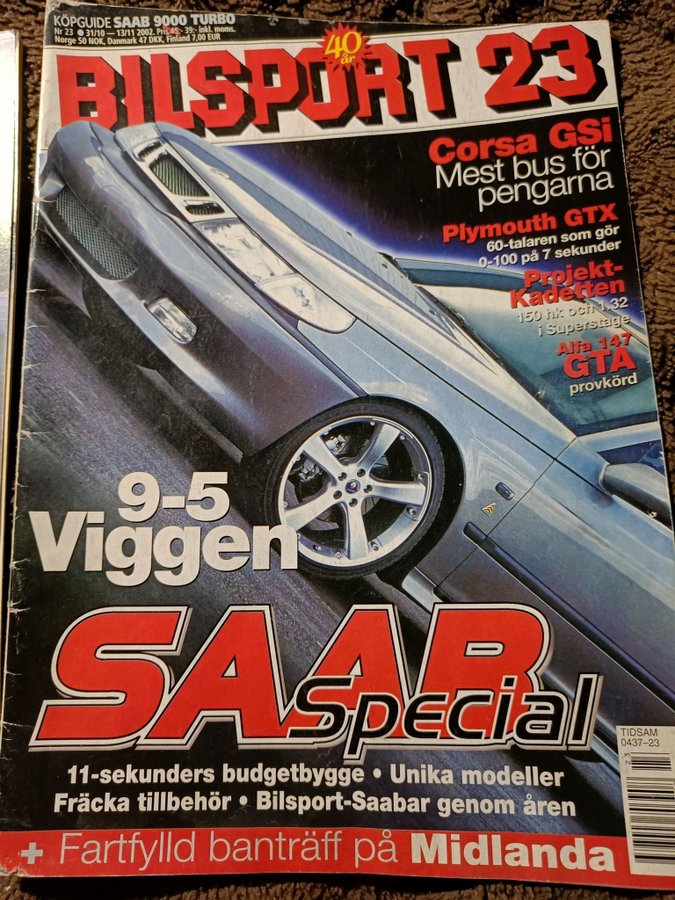 KÖPGUIDE SAAB 9000 TURBO
Nr 23 ● 31/10 — 13/11 2002. Pris 45:- 39:- inkl. moms.
Norge 50 NOK, Danmark 47 DKK, Finland 7,00 EUR
40 år
BILSPORT 23
Corsa GSi
Mest bus för
pengarna
Plymouth GTX
60-talaren som gör
0-100 på 7 sekunder
Projekt-
Kadetten
150 hk och 1.32
i Superstage
Alfa 147
GTA
provkörd
9-5
Viggen
SAAB
Special
11-sekunders budgetbygge • Unika modeller
Fräcka tillbehör • Bilsport-Saabar genom åren
TIDSAM
0437-23
+ Fartfylld banträff på Midlanda